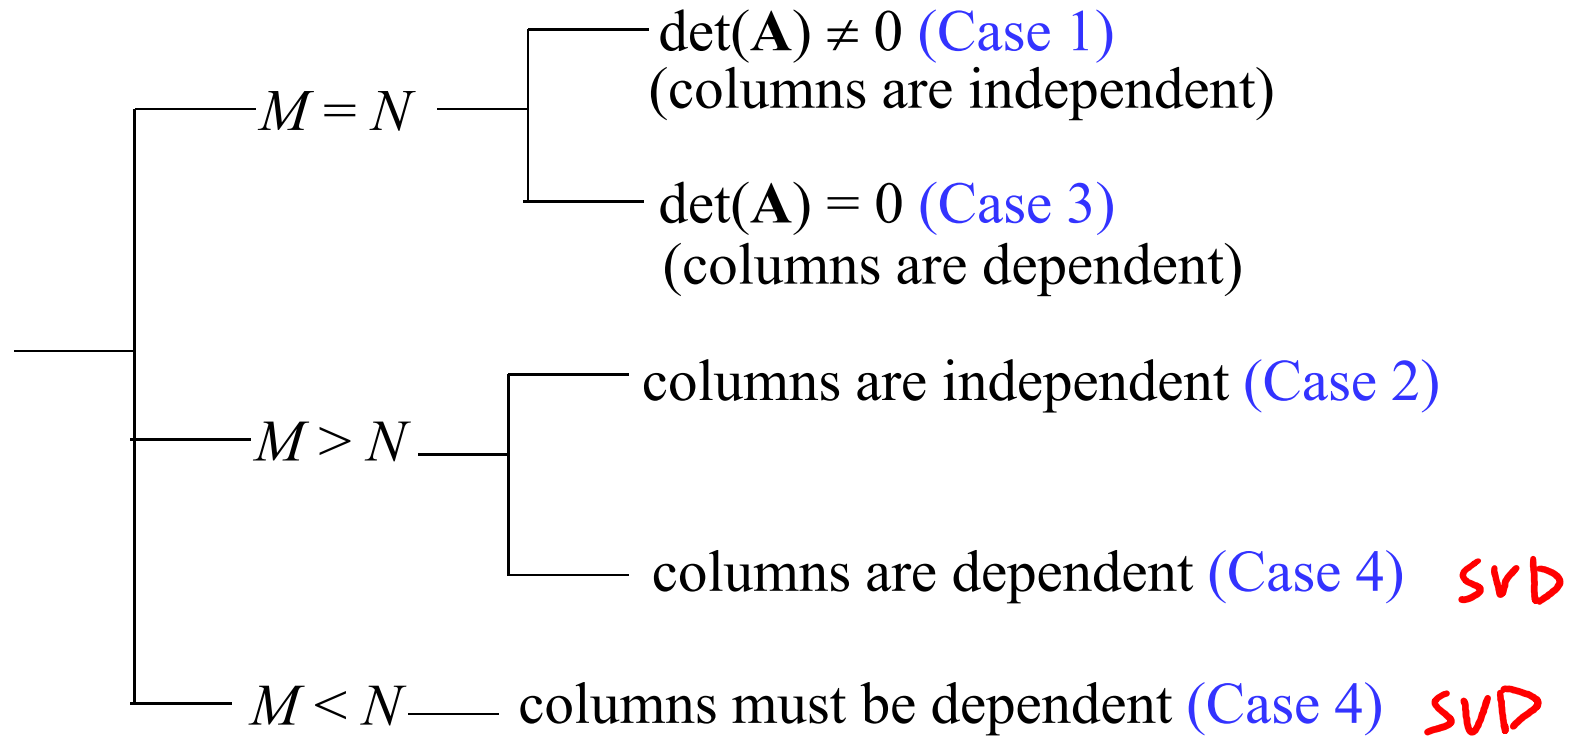 det(A) ≠ 0 (Case 1)
(columns are independent)
M = N
det(A) = 0 (Case 3)
(columns are dependent)
columns are independent (Case 2)
M > N
columns are dependent (Case 4) SVD
M < N columns must be dependent (Case 4) SVD